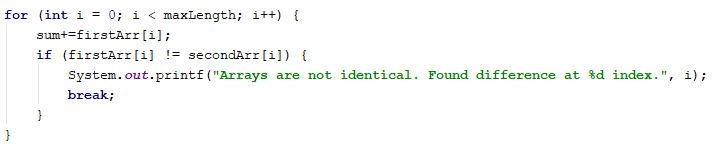 for (int i = 0; i < maxLength; i++) {
    sum+=firstArr[i];
    if (firstArr[i] != secondArr[i]) {
        System.out.printf("Arrays are not identical. Found difference at %d index.", i);
        break;
    }
}